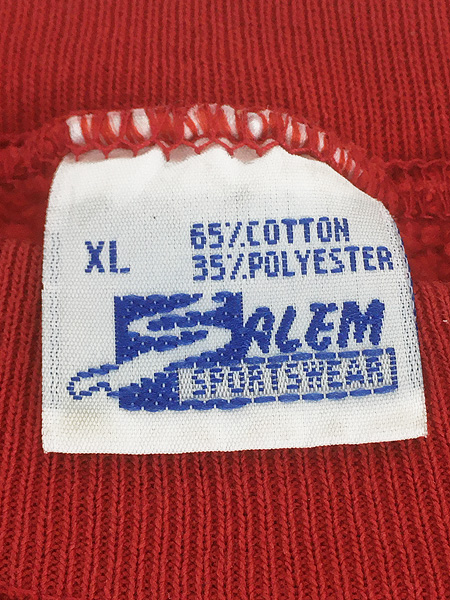 XL
65%COTTON
35%POLYESTER
SALEM
SPORTSWEAR